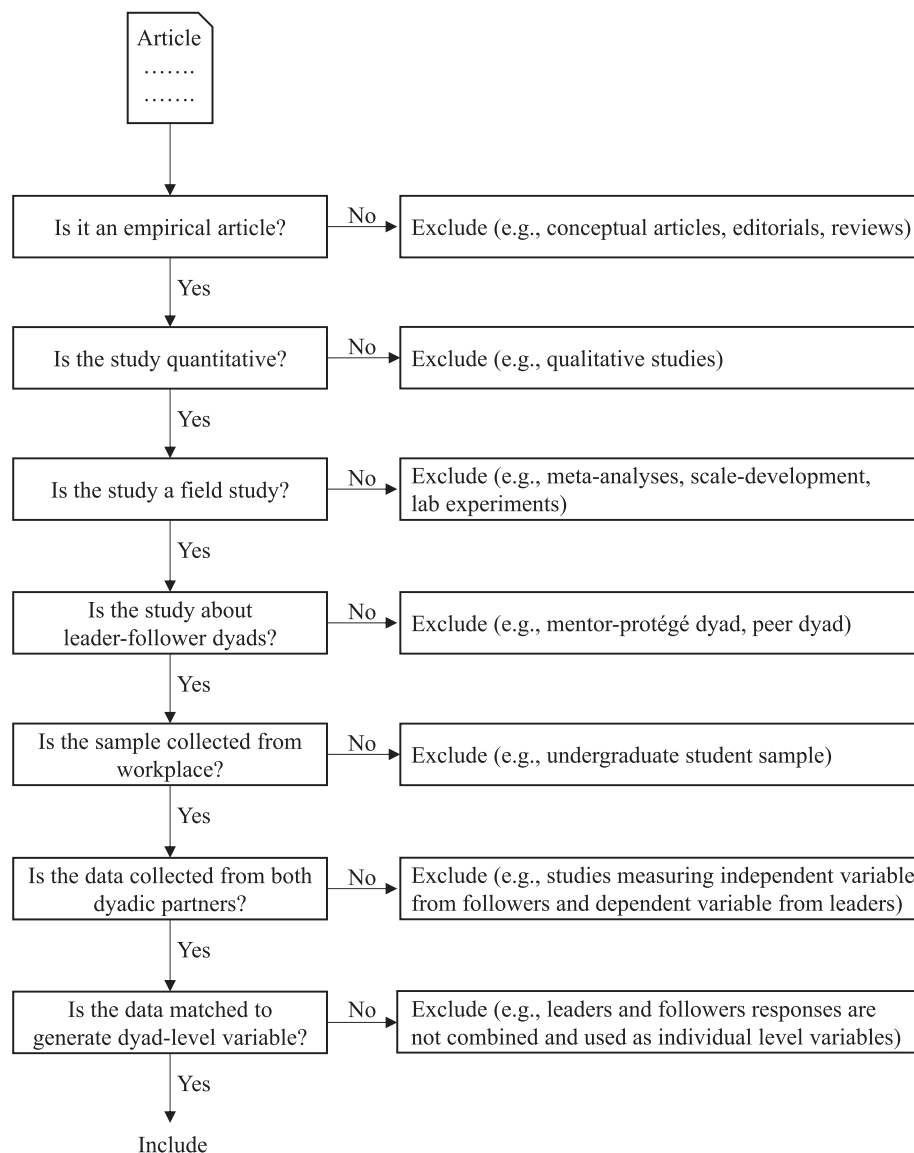 Article
.......
.......
Is it an empirical article?
No
Exclude (e.g., conceptual articles, editorials, reviews)
Yes
Is the study quantitative?
No
Exclude (e.g., qualitative studies)
Yes
Is the study a field study?
No
Exclude (e.g., meta-analyses, scale-development,
lab experiments)
Yes
Is the study about
leader-follower dyads?
No
Exclude (e.g., mentor-protégé dyad, peer dyad)
Yes
Is the sample collected from
workplace?
No
Exclude (e.g., undergraduate student sample)
Yes
Is the data collected from both
dyadic partners?
No
Exclude (e.g., studies measuring independent variable
from followers and dependent variable from leaders)
Yes
Is the data matched to
generate dyad-level variable?
No
Exclude (e.g., leaders and followers responses are
not combined and used as individual level variables)
Yes
Include